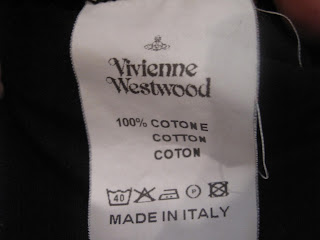 Vivienne
Westwood
100% COTONE
COTTON
COTON
40 P
MADE IN ITALY